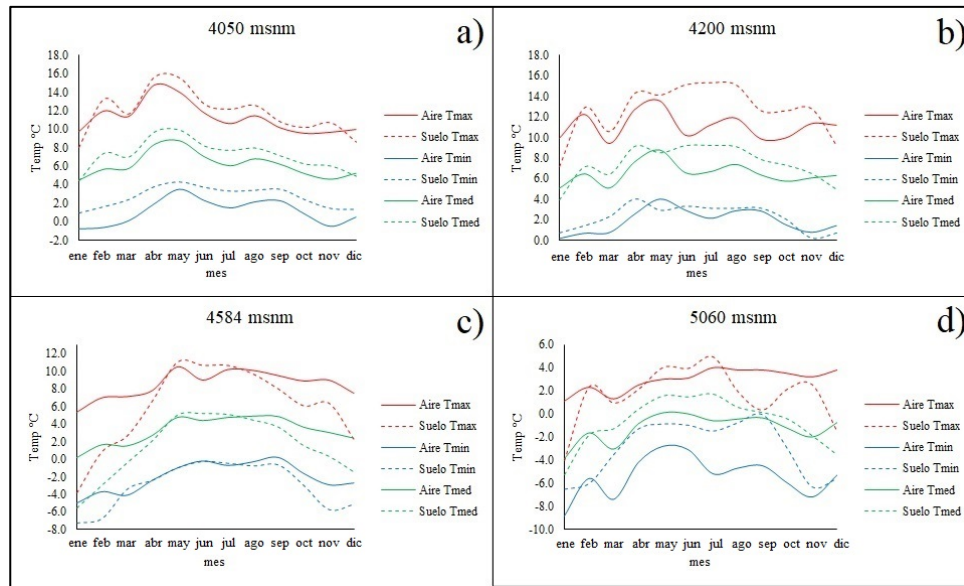 4050 msnm
a)
18.0
16.0
14.0
12.0
10.0
8.0
6.0
4.0
2.0
0.0
-2.0
Temp ºC
ene feb mar abr may jun jul ago sep oct nov dic
mes
Aire Tmax
Suelo Tmax
Aire Tmin
Suelo Tmin
Aire Tmed
Suelo Tmed
4200 msnm
b)
18.0
16.0
14.0
12.0
10.0
8.0
6.0
4.0
2.0
0.0
Temp ºC
ene feb mar abr may jun jul ago sep oct nov dic
mes
Aire Tmax
Suelo Tmax
Aire Tmin
Suelo Tmin
Aire Tmed
Suelo Tmed
4584 msnm
c)
12.0
10.0
8.0
6.0
4.0
2.0
0.0
-2.0
-4.0
-6.0
-8.0
Temp ºC
ene feb mar abr may jun jul ago sep oct nov dic
mes
Aire Tmax
Suelo Tmax
Aire Tmin
Suelo Tmin
Aire Tmed
Suelo Tmed
5060 msnm
d)
6.0
4.0
2.0
0.0
-2.0
-4.0
-6.0
-8.0
-10.0
Temp ºC
ene feb mar abr may jun jul ago sep oct nov dic
mes
Aire Tmax
Suelo Tmax
Aire Tmin
Suelo Tmin
Aire Tmed
Suelo Tmed